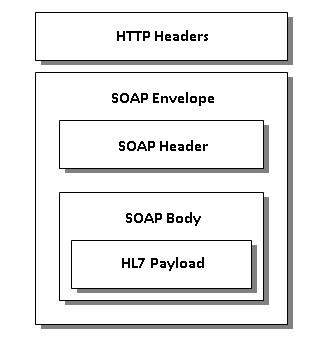 HTTP Headers
SOAP Envelope
SOAP Header
SOAP Body
HL7 Payload